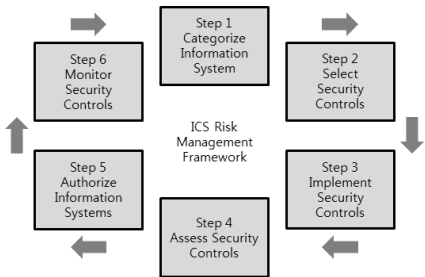 Step 1
Categorize
Information
System
Step 2
Select
Security
Controls
Step 3
Implement
Security
Controls
Step 4
Assess Security
Controls
Step 5
Authorize
Information
Systems
Step 6
Monitor
Security
Controls
ICS Risk
Management
Framework